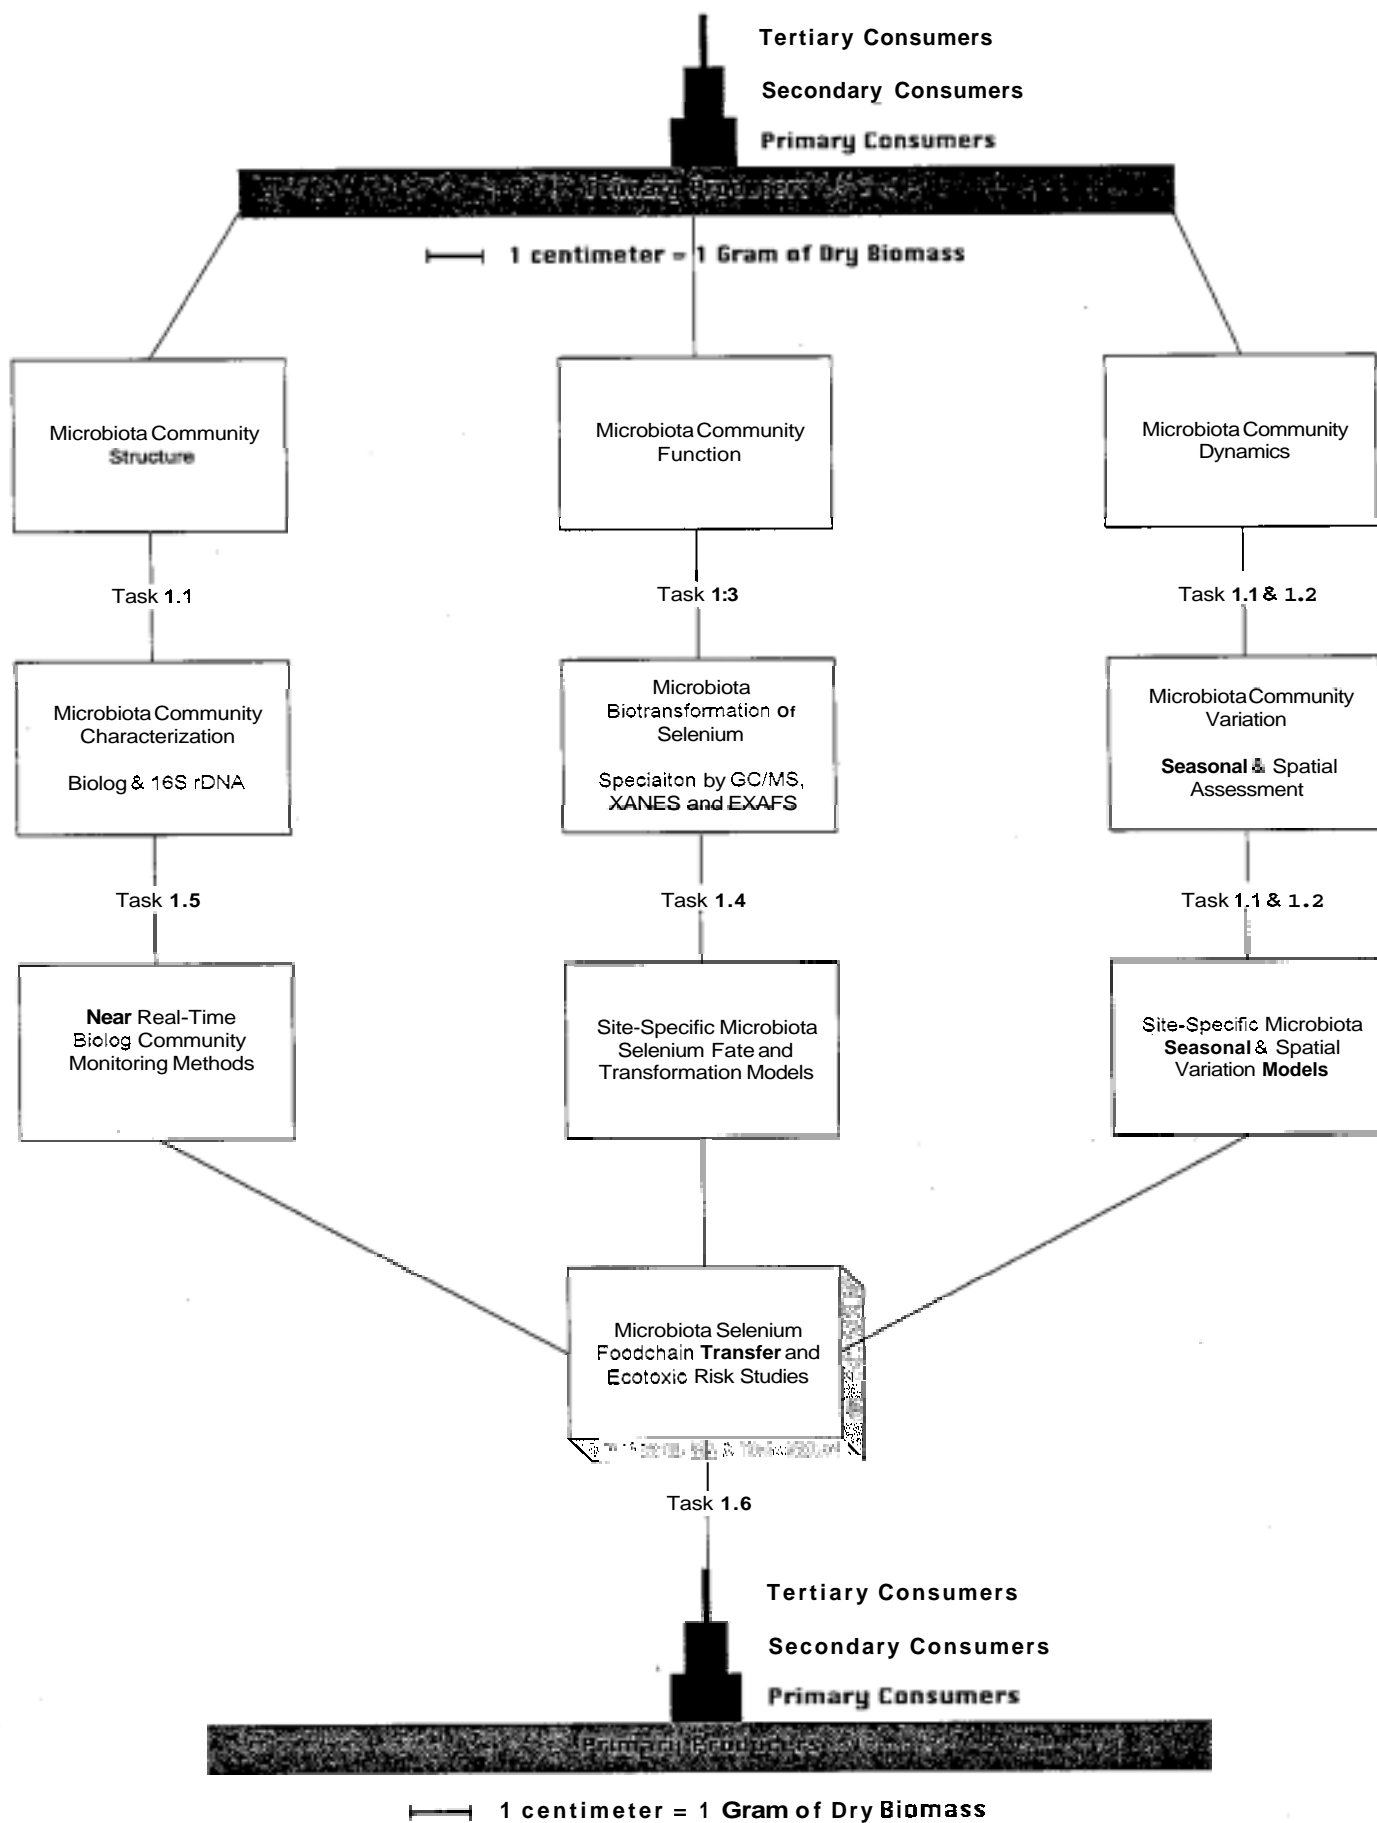 Tertiary Consumers
Secondary Consumers
Primary Consumers
Primary Producers
1 centimeter = 1 Gram of Dry Biomass
Microbiota Community
Structure
Microbiota Community
Function
Microbiota Community
Dynamics
Task 1.1
Task 1:3
Task 1.1 & 1.2
Microbiota Community
Characterization
Biolog & 16S rDNA
Microbiota
Biotransformation of
Selenium
Speciaiton by GC/MS,
XANES and EXAFS
Microbiota Community
Variation
Seasonal & Spatial
Assessment
Task 1.5
Task 1.4
Task 1.1 & 1.2
Near Real-Time
Biolog Community
Monitoring Methods
Site-Specific Microbiota
Selenium Fate and
Transformation Models
Site-Specific Microbiota
Seasonal & Spatial
Variation Models
Microbiota Selenium
Foodchain Transfer and
Ecotoxic Risk Studies
Task 1.6
Tertiary Consumers
Secondary Consumers
Primary Consumers
Primary Producers
1 centimeter = 1 Gram of Dry Biomass